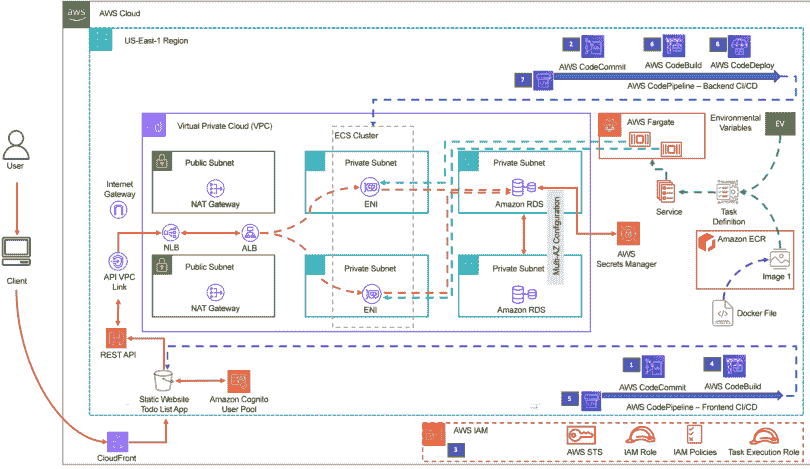 aws
AWS Cloud
US-East-1 Region
2
6
8
AWS CodeCommit
AWS CodeBuild
AWS CodeDeploy
7
AWS CodePipeline – Backend CI/CD
Virtual Private Cloud (VPC)
ECS Cluster
AWS Fargate
Environmental
Variables
EV
User
Public Subnet
Private Subnet
Private Subnet
Internet
Gateway
NAT Gateway
ENI
Amazon RDS
Service
Task
Definition
Multi-AZ Configuration
NLB
ALB
AWS
Secrets Manager
Amazon ECR
Image 1
Client
API VPC
Link
Public Subnet
Private Subnet
Private Subnet
NAT Gateway
ENI
Amazon RDS
Docker File
REST API
Static Website
Todo List App
Amazon Cognito
User Pool
1
4
AWS CodeCommit
AWS CodeBuild
5
AWS CodePipeline – Frontend CI/CD
CloudFront
AWS IAM
3
AWS STS
IAM Role
IAM Policies
Task Execution Role